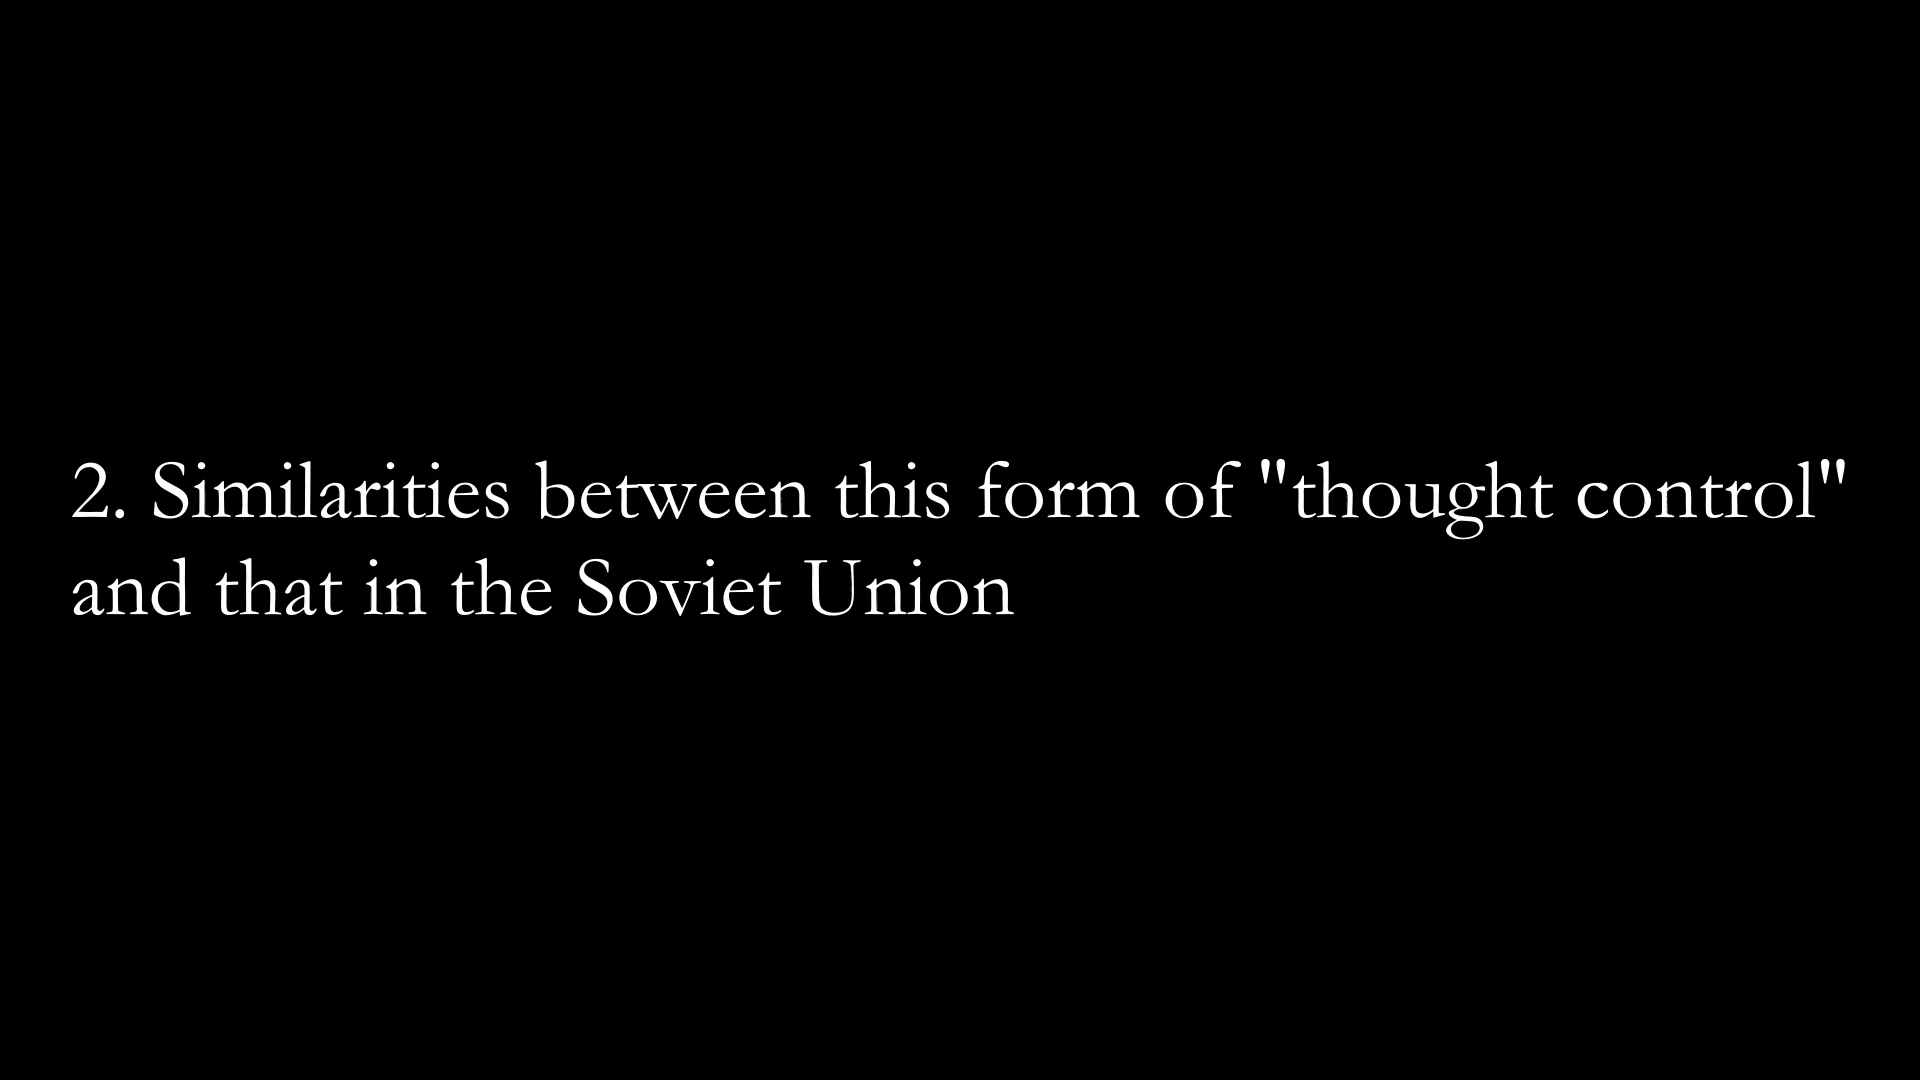 2. Similarities between this form of "thought control"
and that in the Soviet Union